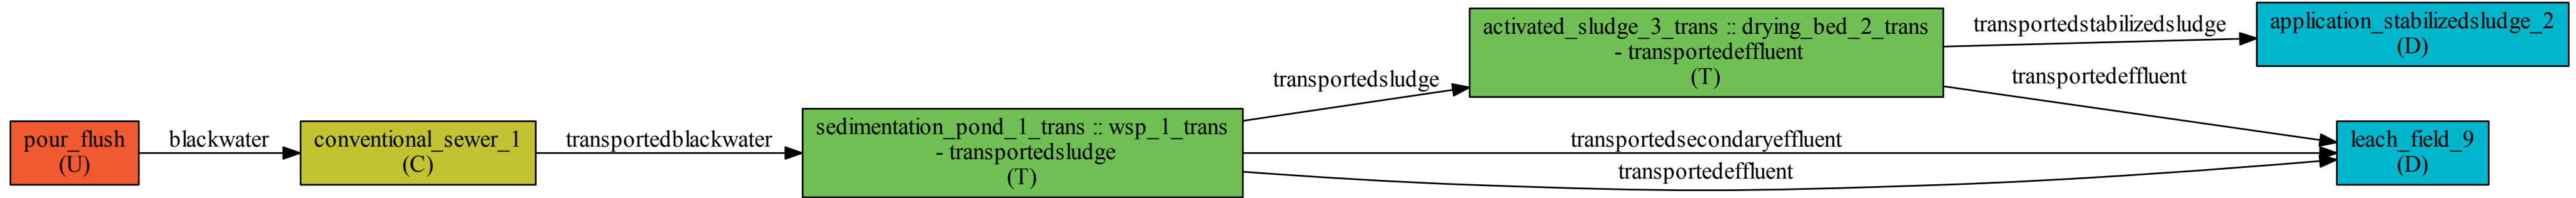 pour_flush
(U)
blackwater
conventional_sewer_1
(C)
transportedblackwater
sedimentation_pond_1_trans :: wsp_1_trans
- transportedsludge
(T)
transportedsludge
activated_sludge_3_trans :: drying_bed_2_trans
- transportedeffluent
(T)
transportedsecondaryeffluent
transportedeffluent
transportedstabilizedsludge
transportedeffluent
application_stabilizedsludge_2
(D)
leach_field_9
(D)